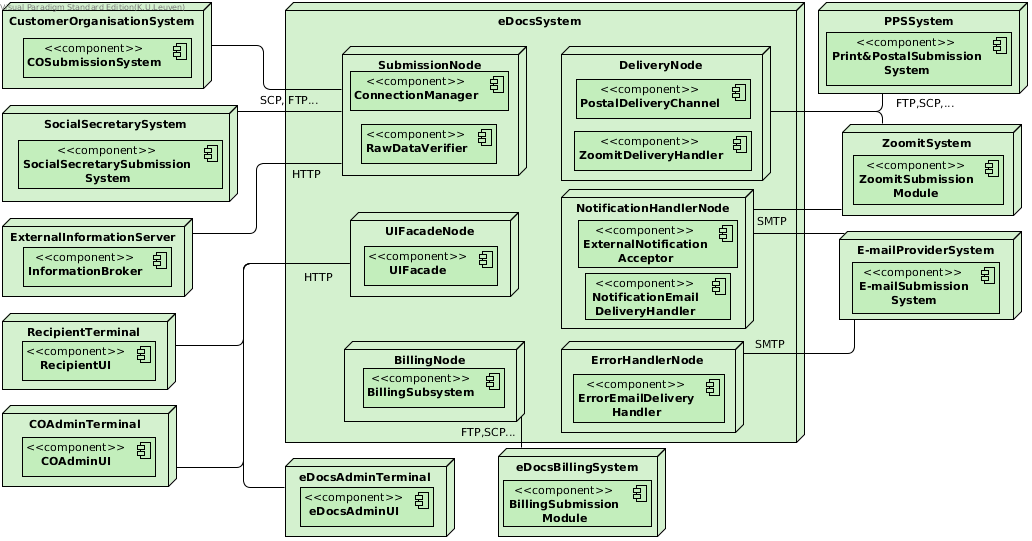 Visual Paradigm Standard Edition(K.U.Leuven)
CustomerOrganisationSystem
<<component>>
COSubmissionSystem
SocialSecretarySystem
<<component>>
SocialSecretarySubmission
System
ExternalInformationServer
<<component>>
InformationBroker
RecipientTerminal
<<component>>
RecipientUI
COAdminTerminal
<<component>>
COAdminUI
SCP, FTP...
HTTP
HTTP
eDocsSystem
SubmissionNode
<<component>>
ConnectionManager
<<component>>
RawDataVerifier
UIFacadeNode
<<component>>
UIFacade
BillingNode
<<component>>
BillingSubsystem
FTP,SCP...
DeliveryNode
<<component>>
PostalDeliveryChannel
<<component>>
ZoomitDeliveryHandler
NotificationHandlerNode
<<component>>
ExternalNotification
Acceptor
<<component>>
NotificationEmail
DeliveryHandler
ErrorHandlerNode
<<component>>
ErrorEmailDelivery
Handler
eDocsAdminTerminal
<<component>>
eDocsAdminUI
eDocsBillingSystem
<<component>>
BillingSubmission
Module
PPSSystem
<<component>>
Print&PostalSubmission
System
FTP,SCP,...
ZoomitSystem
<<component>>
ZoomitSubmission
Module
SMTP
E-mailProviderSystem
<<component>>
E-mailSubmission
System
SMTP